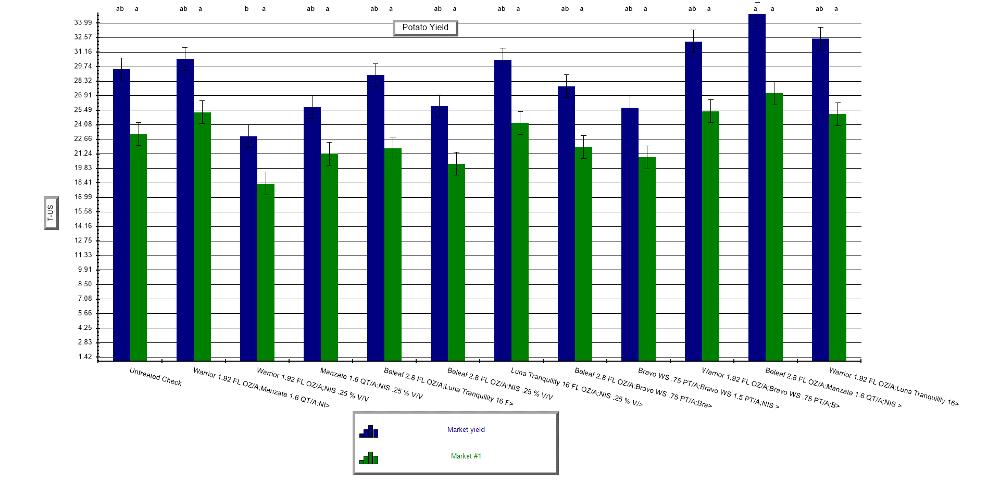 ab a ab a b a ab a ab a ab a ab a ab a ab a ab a a a ab a
Potato Yield
33.99
32.57
31.16
29.74
28.32
26.91
25.49
24.08
22.66
21.24
19.83
18.41
16.99
15.58
14.16
12.75
11.33
9.91
8.50
7.08
5.66
4.25
2.83
1.42
T-US
Untreated Check
Warrior 1.92 FL OZ/A;Manzate 1.6 QT/A;NI>
Warrior 1.92 FL OZ/A;NIS .25 % V/V
Manzate 1.6 QT/A;NIS .25 % V/V
Beleaf 2.8 FL OZ/A;Luna Tranquility 16 F>
Beleaf 2.8 FL OZ/A;NIS .25 % V/V
Luna Tranquility 16 FL OZ/A;NIS .25 % V/>
Beleaf 2.8 FL OZ/A;Bravo WS .75 PT/A;Bra>
Bravo WS .75 PT/A;Bravo WS 1.5 PT/A;NIS >
Warrior 1.92 FL OZ/A;Bravo WS .75 PT/A;B>
Beleaf 2.8 FL OZ/A;Manzate 1.6 QT/A;NIS >
Warrior 1.92 FL OZ/A;Luna Tranquility 16>
Market yield
Market #1